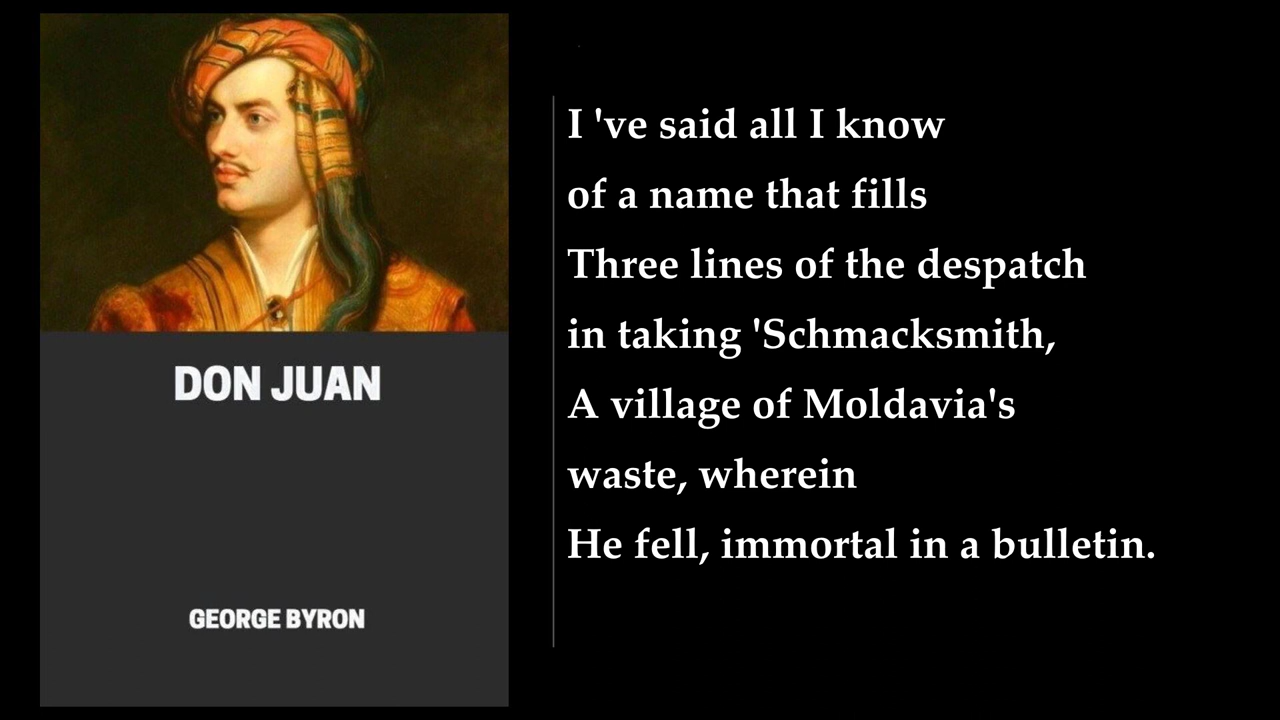 DON JUAN
GEORGE BYRON
I 've said all I know
of a name that fills
Three lines of the despatch
in taking 'Schmacksmith,
A village of Moldavia's
waste, wherein
He fell, immortal in a bulletin.